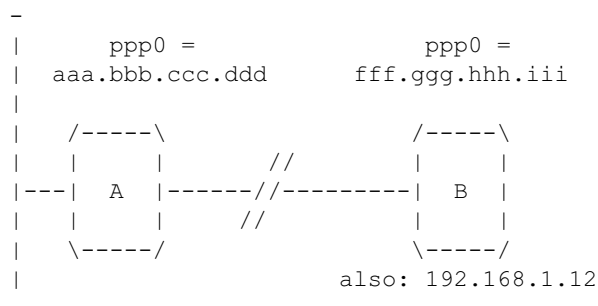 -
|      ppp0 =                ppp0 =
|  aaa.bbb.ccc.ddd      fff.ggg.hhh.iii
|
|   /-----\                 /-----\
|   |     |       //        |     |
|---|  A  |------//---------|  B  |
|   |     |     //          |     |
|   \-----/                 \-----/
|                     also: 192.168.1.12